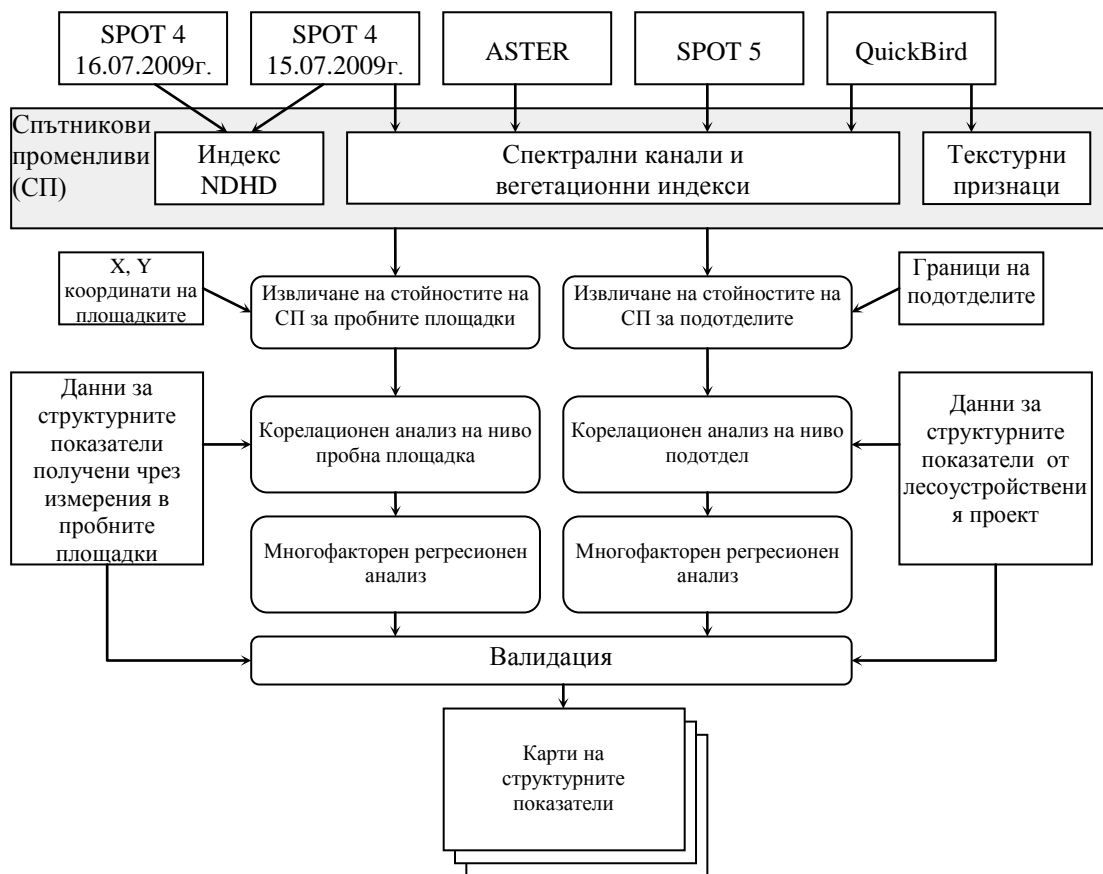 SPOT 4
16.07.2009г.
SPOT 4
15.07.2009г.
ASTER
SPOT 5
QuickBird
Спътникови
променливи
(СП)
Индекс
NDHD
Спектрални канали и
вегетационни индекси
Текстурни
признаци
X, Y
координати на
площадките
Извличане на стойностите на
СП за пробните площадки
Извличане на стойностите на
СП за подотделите
Граници на
подотделите
Данни за
структурните
показатели
получени чрез
измерения в
пробните
площадки
Корелационен анализ на ниво
пробна площадка
Корелационен анализ на ниво
подотдел
Данни за
структурните
показатели от
лесоустройствени
я проект
Многофакторен регресионен
анализ
Многофакторен регресионен
анализ
Валидация
Карти на
структурните
показатели